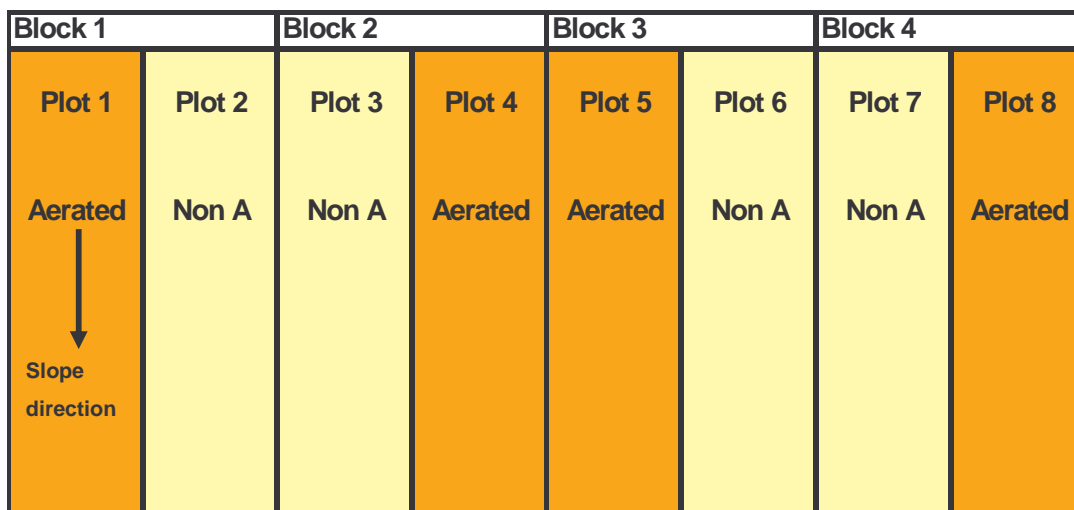 Block 1 Block 2 Block 3 Block 4
Plot 1 Plot 2 Plot 3 Plot 4 Plot 5 Plot 6 Plot 7 Plot 8
Aerated Non A Non A Aerated Aerated Non A Non A Aerated
Slope
direction